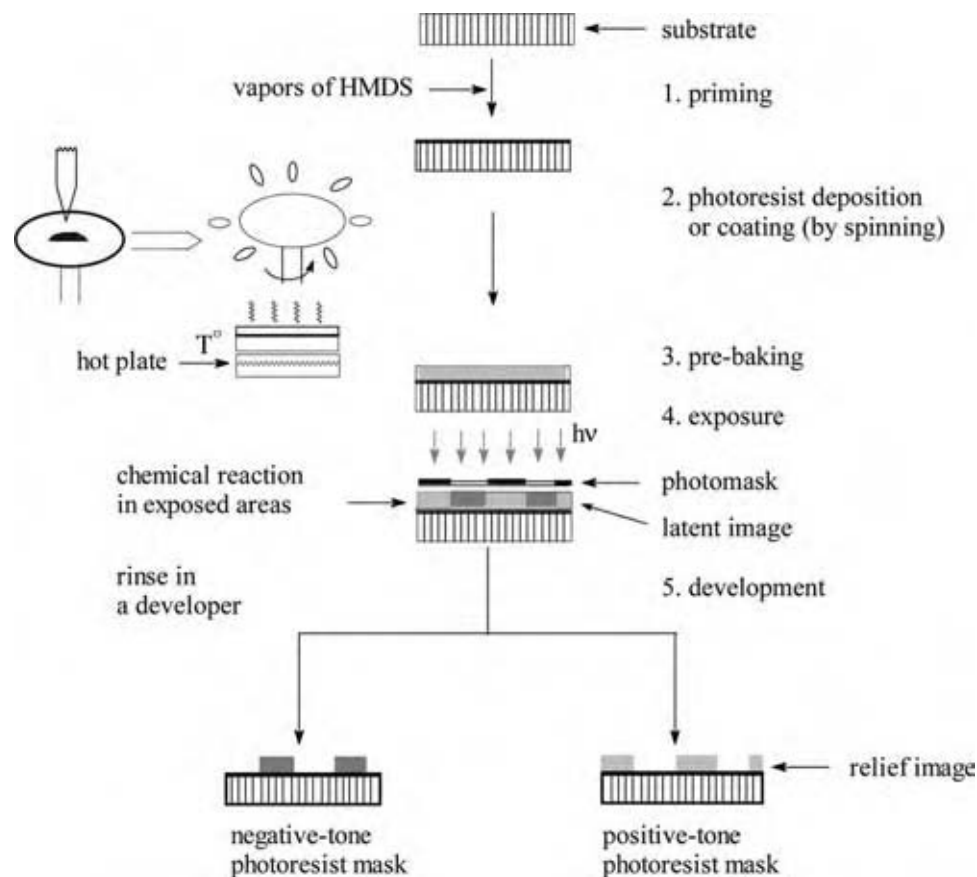 substrate
vapors of HMDS
1. priming
2. photoresist deposition
or coating (by spinning)
T°
hot plate
3. pre-baking
4. exposure
hν
chemical reaction
in exposed areas
photomask
latent image
rinse in
a developer
5. development
relief image
negative-tone
photoresist mask
positive-tone
photoresist mask